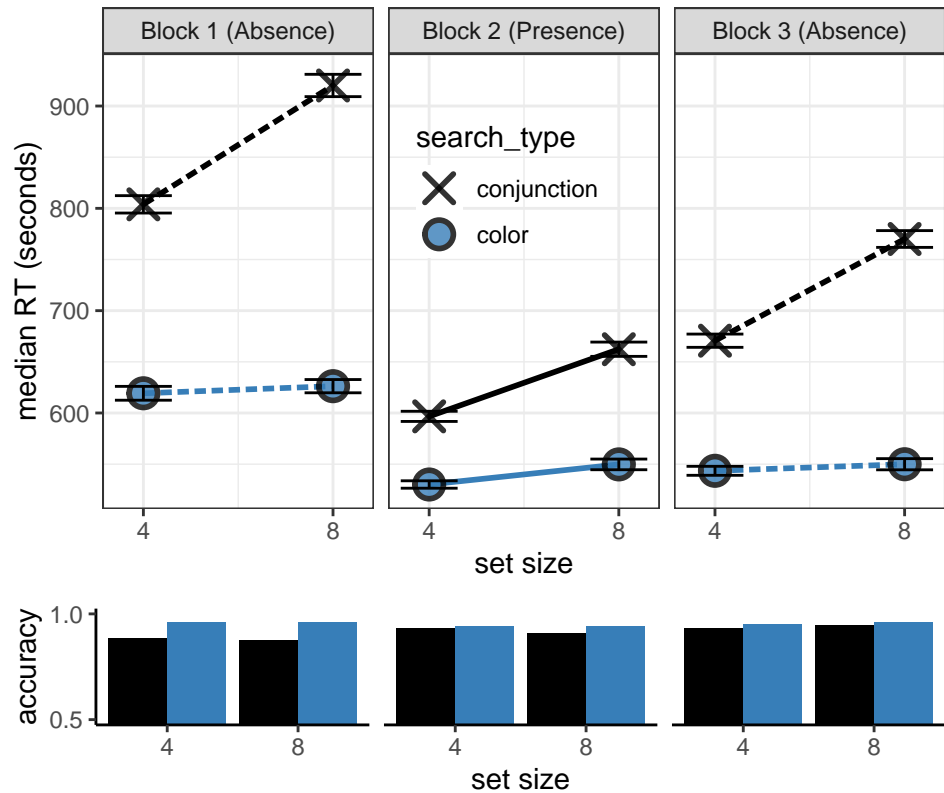 Block 1 (Absence)
Block 2 (Presence)
Block 3 (Absence)
median RT (seconds)
900
800
700
600
search_type
conjunction
color
4
8
4
8
4
8
set size
accuracy
1.0
0.5
4
8
4
8
4
8
set size